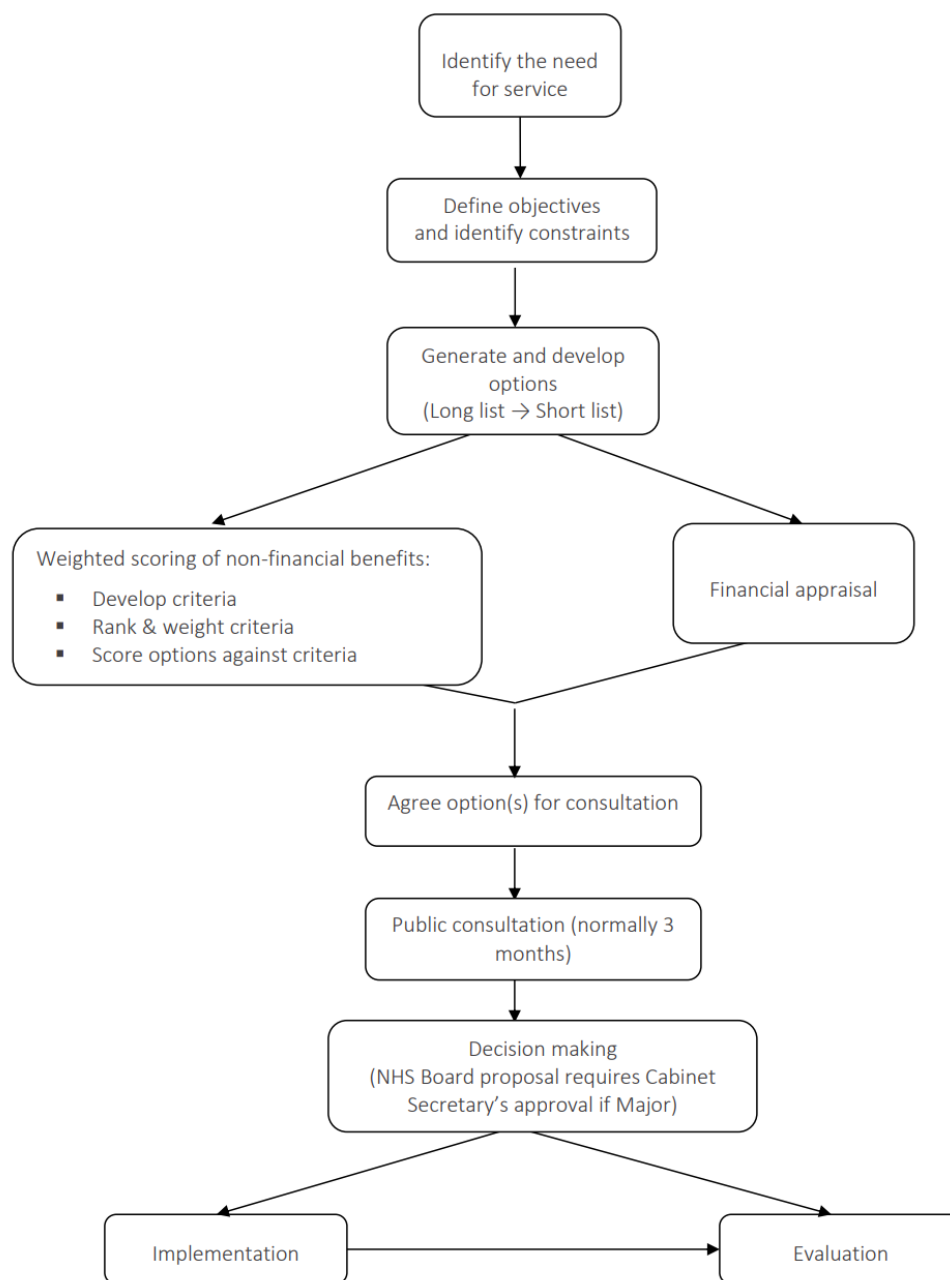 Identify the need
for service
Define objectives
and identify constraints
Generate and develop
options
(Long list → Short list)
Weighted scoring of non-financial benefits:
▪ Develop criteria
▪ Rank & weight criteria
▪ Score options against criteria
Financial appraisal
Agree option(s) for consultation
Public consultation (normally 3
months)
Decision making
(NHS Board proposal requires Cabinet
Secretary’s approval if Major)
Implementation
Evaluation